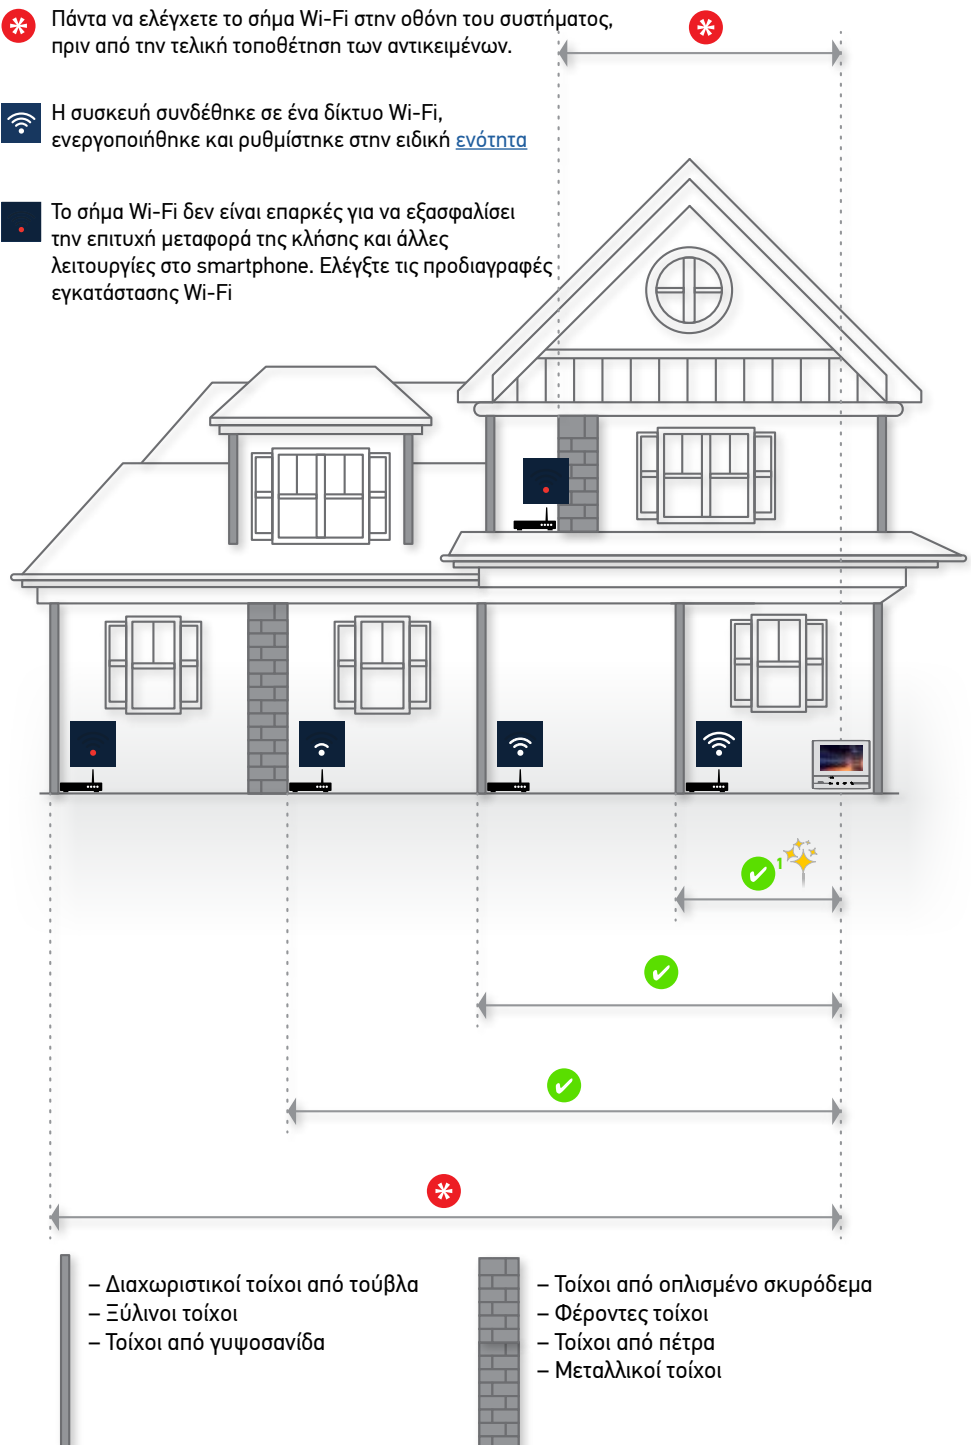 Πάντα να ελέγχετε το σήμα Wi-Fi στην οθόνη του συστήματος,
πριν από την τελική τοποθέτηση των αντικειμένων.
Η συσκευή συνδέθηκε σε ένα δίκτυο Wi-Fi,
ενεργοποιήθηκε και ρυθμίστηκε στην ειδική ενότητα
Το σήμα Wi-Fi δεν είναι επαρκές για να εξασφαλίσει
την επιτυχή μεταφορά της κλήσης και άλλες
λειτουργίες στο smartphone. Ελέγξτε τις προδιαγραφές
εγκατάστασης Wi-Fi
1
– Διαχωριστικοί τοίχοι από τούβλα
– Ξύλινοι τοίχοι
– Τοίχοι από γυψοσανίδα
– Τοίχοι από οπλισμένο σκυρόδεμα
– Φέροντες τοίχοι
– Τοίχοι από πέτρα
– Μεταλλικοί τοίχοι